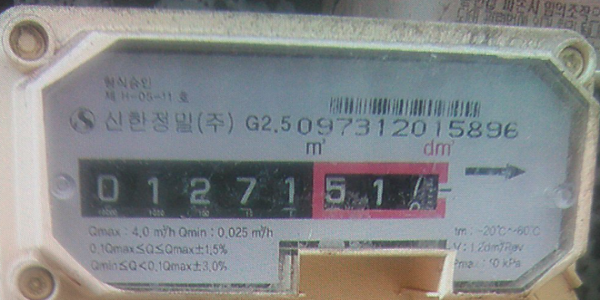 형식승인
제 H-05-11 호
신한정밀(주) G2.5 097312015896
m³ dm³
0 1 2 7 1 5 1
Qmax : 4.0 m³/h Qmin : 0.025 m³/h
0.1Qmax≤Q≤Qmax±1.5%
Qmin≤Q<0.1Qmax±3.0%
tm : -20℃~60℃
V : 1.2dm³/Rev
Pmax : 10 kPa